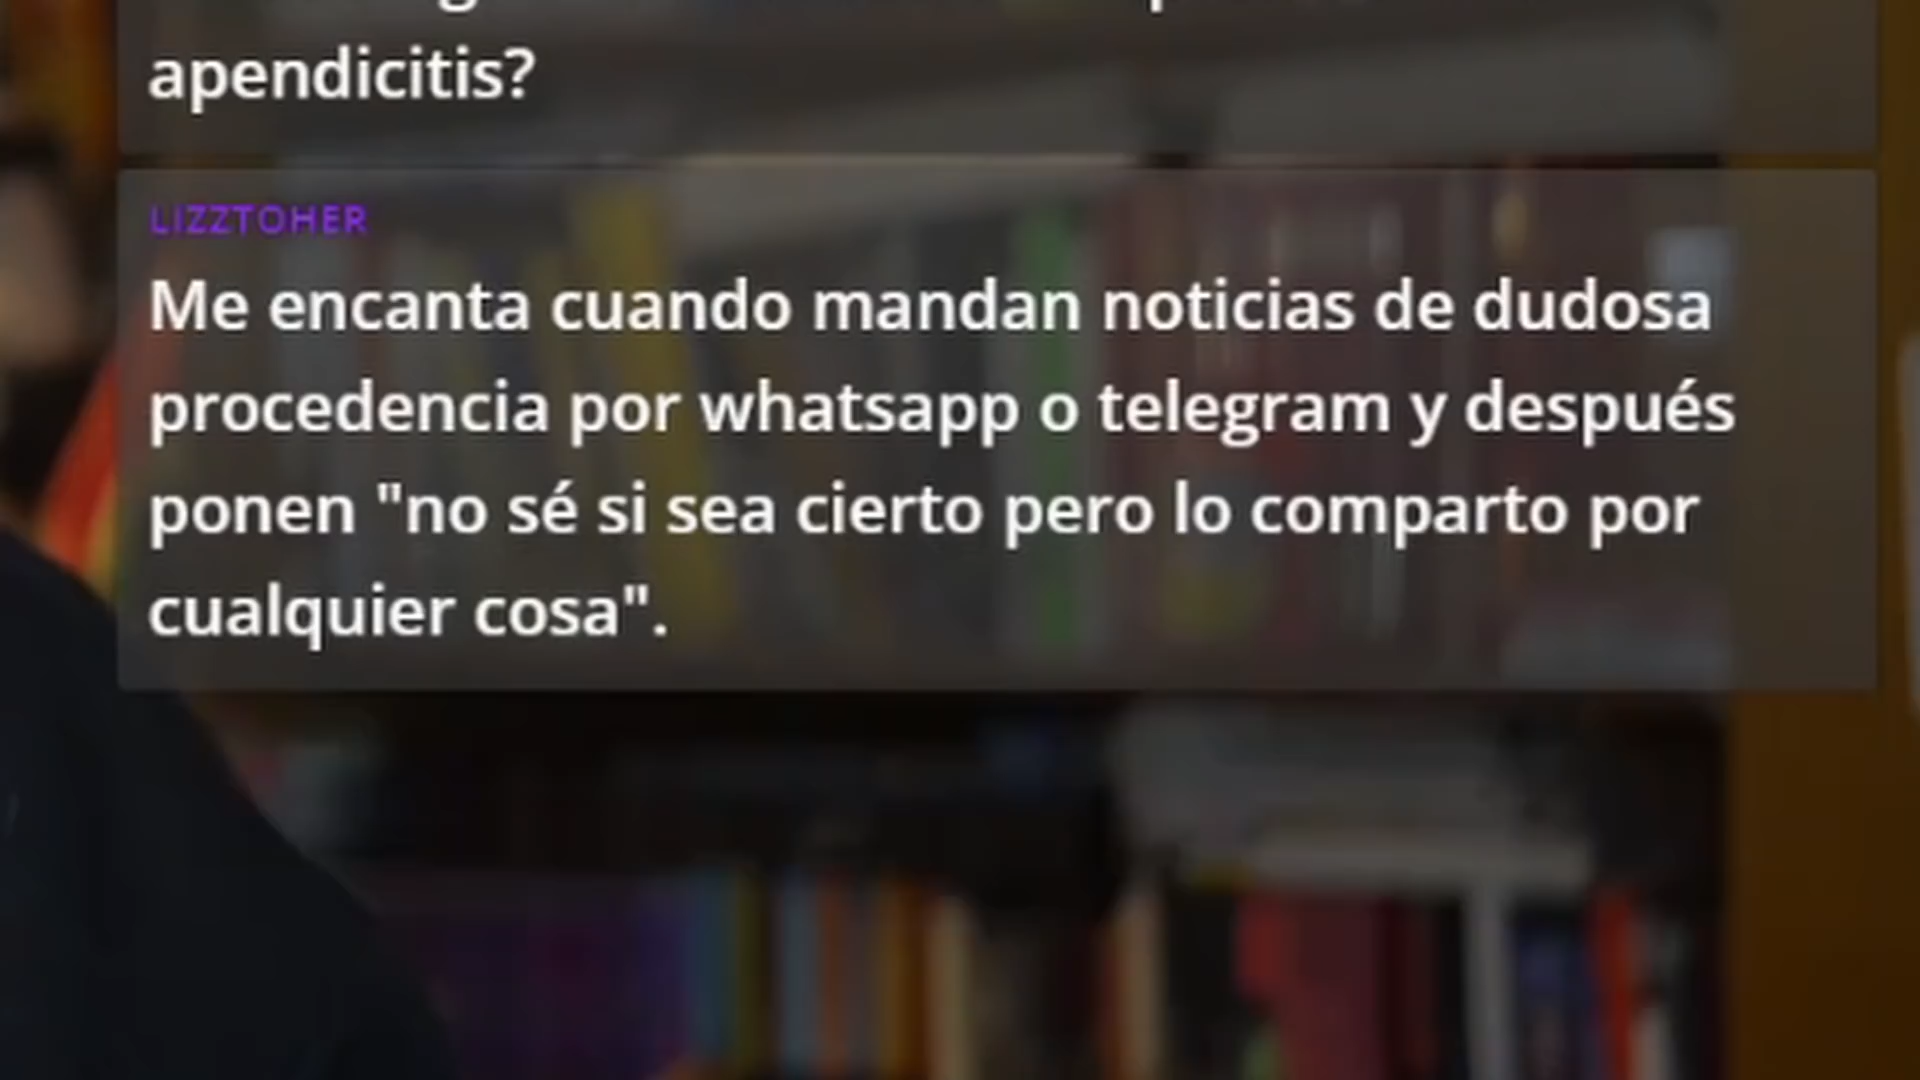 apendicitis?
LIZZTOHER
Me encanta cuando mandan noticias de dudosa
procedencia por whatsapp o telegram y después
ponen "no sé si sea cierto pero lo comparto por
cualquier cosa".